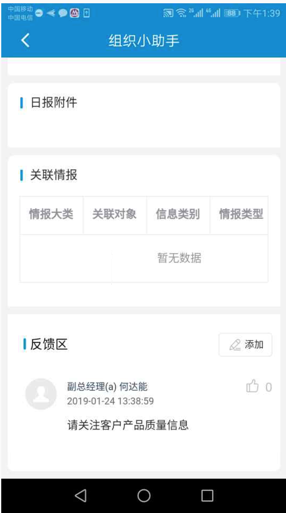 中国移动
中国电信
下午1:39
组织小助手
日报附件
关联情报
情报大类 关联对象 信息类别 情报类型
暂无数据
反馈区
添加
副总经理(a) 何达能
0
2019-01-24 13:38:59
请关注客户产品质量信息